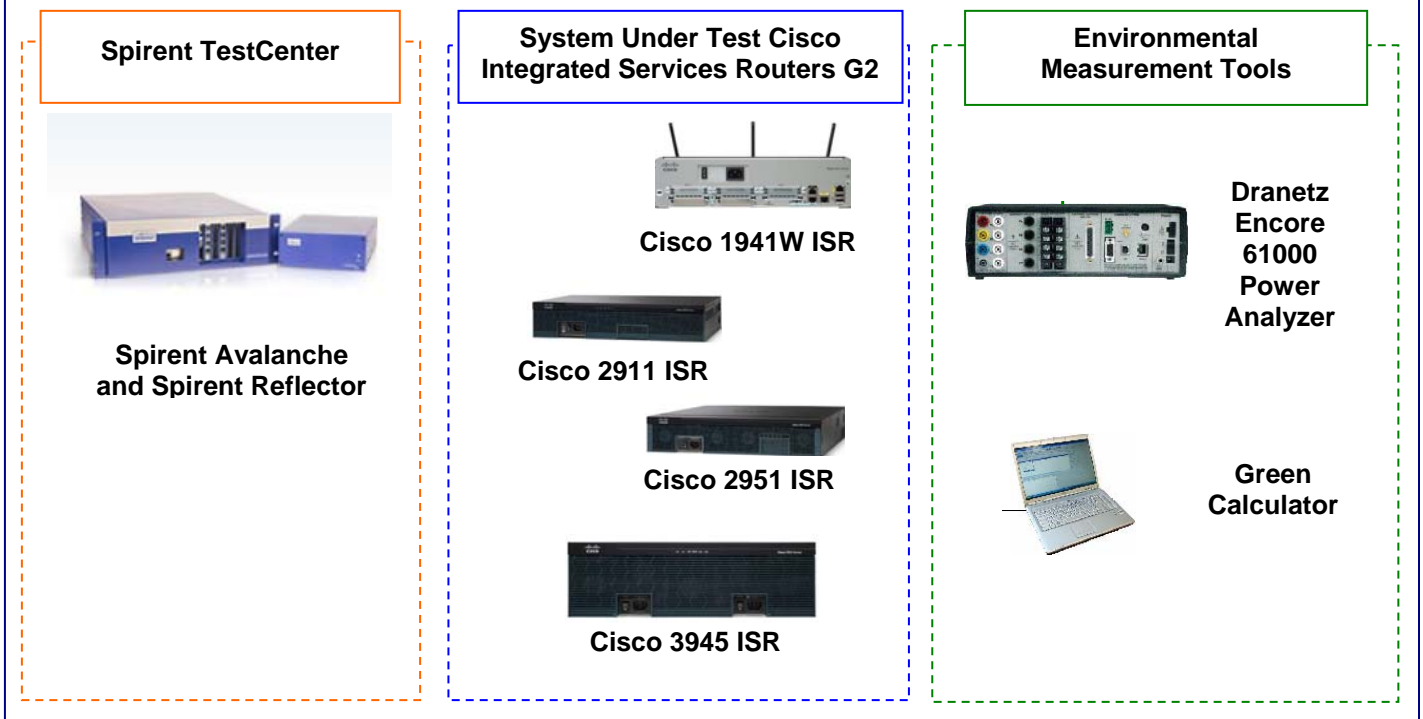 Spirent TestCenter
Spirent Avalanche
and Spirent Reflector
System Under Test Cisco
Integrated Services Routers G2
Cisco 1941W ISR
Cisco 2911 ISR
Cisco 2951 ISR
Cisco 3945 ISR
Environmental
Measurement Tools
Dranetz
Encore
61000
Power
Analyzer
Green
Calculator